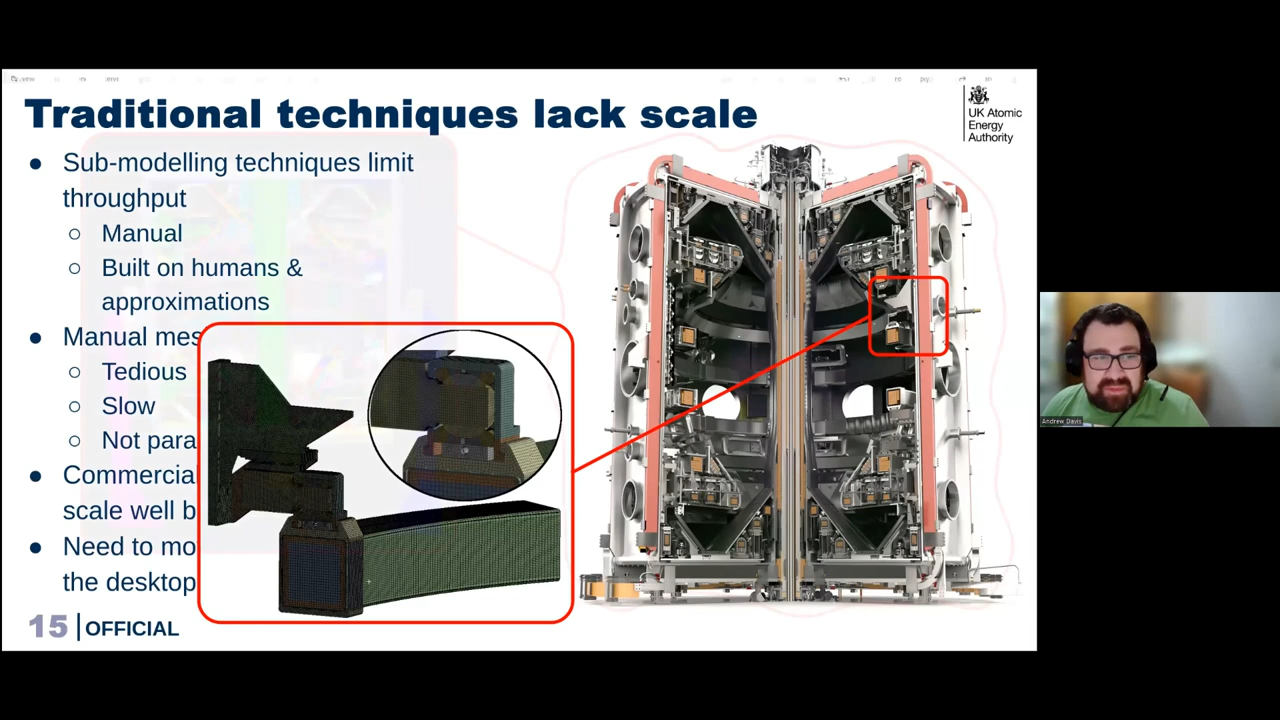 Traditional techniques lack scale
UK Atomic
Energy
Authority
● Sub-modelling techniques limit
throughput
○ Manual
○ Built on humans &
approximations
● Manual mes
○ Tedious
○ Slow
○ Not para
● Commercial
scale well b
● Need to mo
the desktop
15 OFFICIAL
Andrew Davis